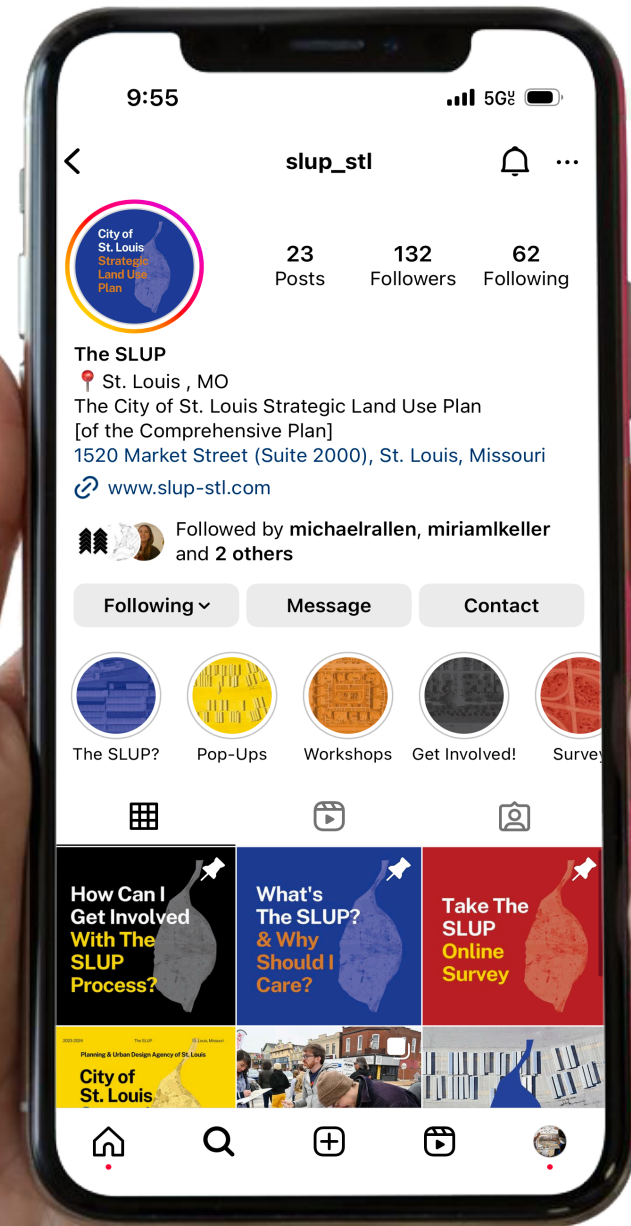 9:55
5G UC
slup_stl
City of
St. Louis
Strategic
Land Use
Plan
23
132
62
Posts
Followers
Following
The SLUP
St. Louis , MO
The City of St. Louis Strategic Land Use Plan
[of the Comprehensive Plan]
1520 Market Street (Suite 2000), St. Louis, Missouri
www.slup-stl.com
Followed by michaelrallen, miriamlkeller
and 2 others
Following
Message
Contact
The SLUP?
Pop-Ups
Workshops
Get Involved!
Survey
How Can I
Get Involved
With The
SLUP
Process?
What's
The SLUP?
& Why
Should I
Care?
Take The
SLUP
Online
Survey
2023-2024
The SLUP
St Louis, Missouri
Planning & Urban Design Agency of St. Louis
City of
St. Louis